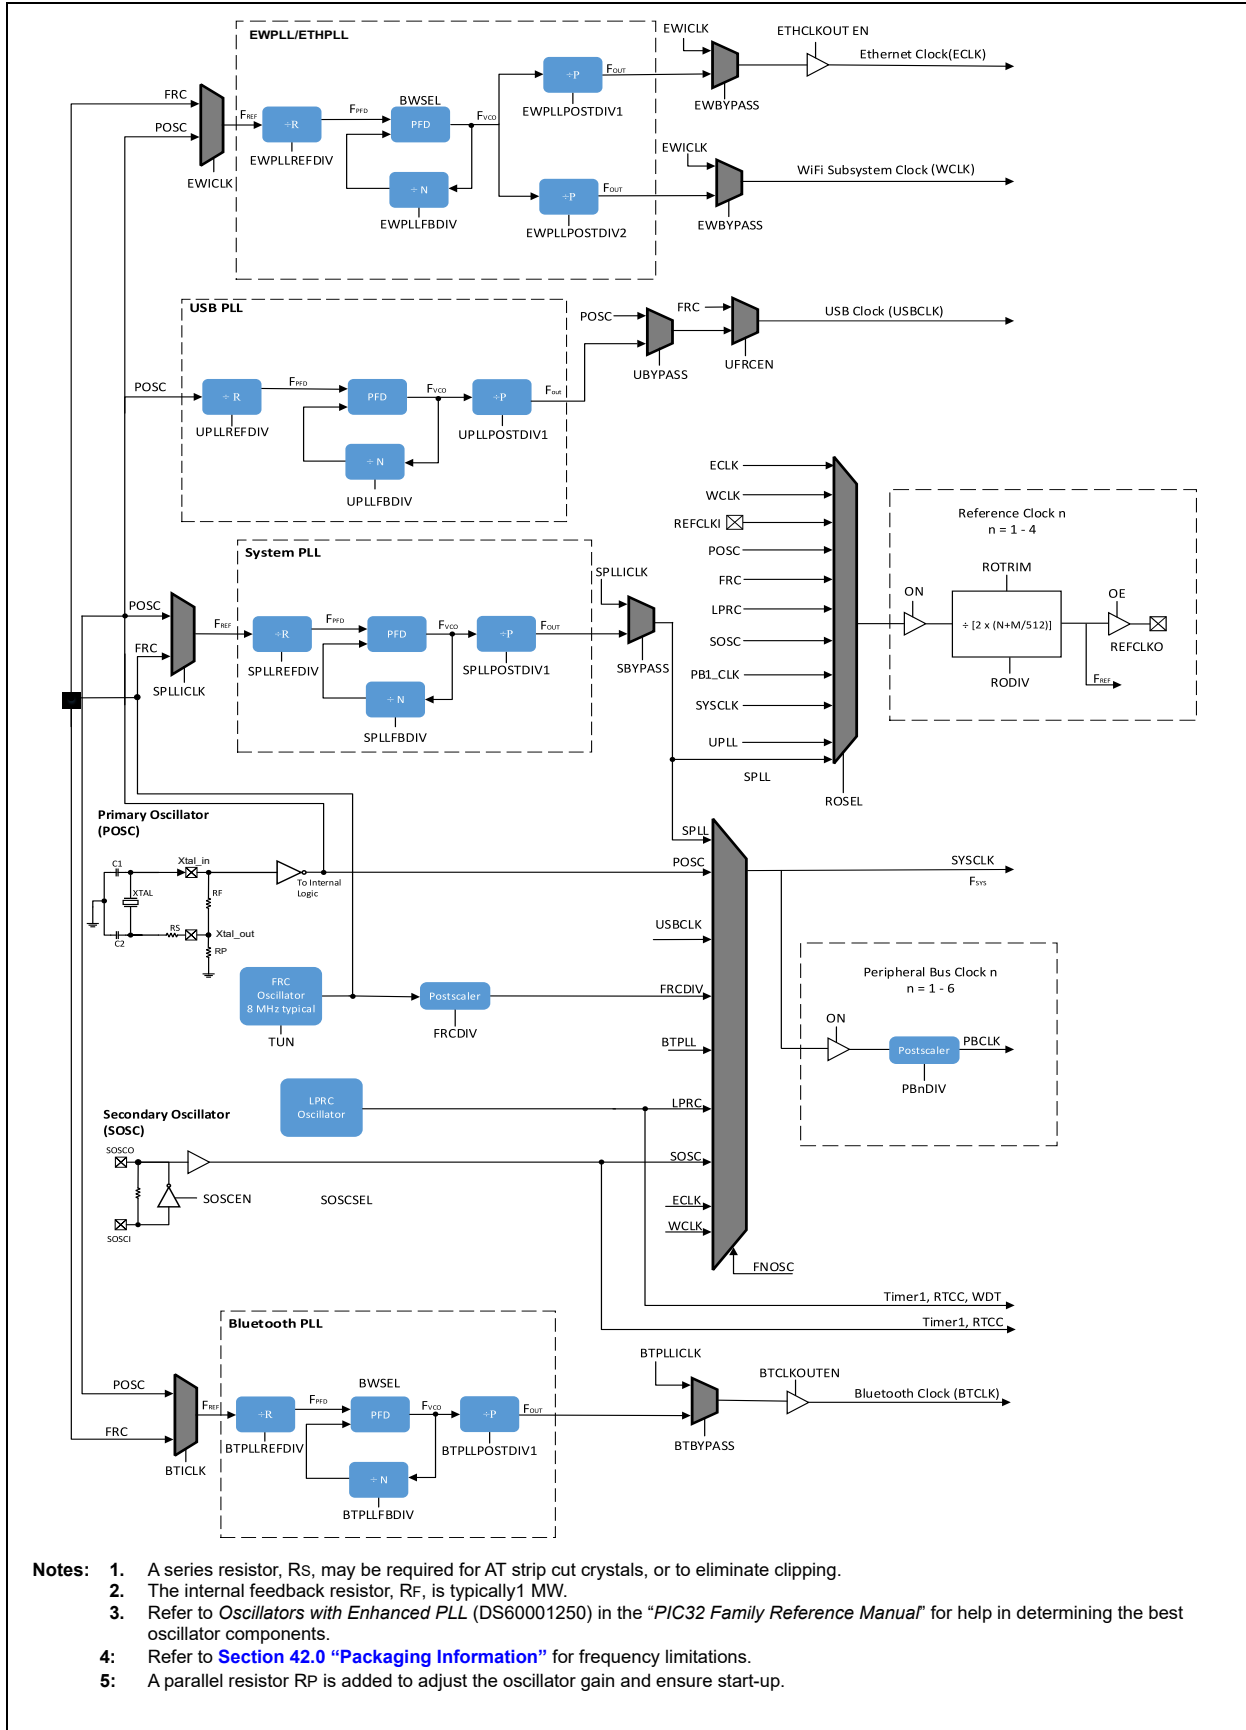 EWPLL/ETHPLL
EWICLK
ETHCLKOUT EN
Ethernet Clock(ECLK)
FRC
POSC
FREF
÷R
EWPLLREFDIV
FPFD
BWSEL
PFD
FVCO
÷P
FOUT
EWPLLPOSTDIV1
EWBYPASS
EWICLK
÷ N
EWPLLFBDIV
÷P
FOUT
EWPLLPOSTDIV2
EWICLK
EWBYPASS
WiFi Subsystem Clock (WCLK)
USB PLL
POSC
÷ R
UPLLREFDIV
FPFD
PFD
FVCO
÷P
UPLLPOSTDIV1
Fout
÷ N
UPLLFBDIV
POSC
UBYPASS
FRC
UFRCEN
USB Clock (USBCLK)
System PLL
POSC
FRC
SPLLICLK
FREF
÷R
SPLLREFDIV
FPFD
PFD
FVCO
÷P
SPLLPOSTDIV1
FOUT
÷ N
SPLLFBDIV
SPLLICLK
SBYPASS
ECLK
WCLK
REFCLKI
POSC
FRC
LPRC
SOSC
PB1_CLK
SYSCLK
UPLL
SPLL
ROSEL
Reference Clock n
n = 1 - 4
ROTRIM
ON
÷ [2 x (N+M/512)]
RODIV
OE
REFCLKO
FREF
Primary Oscillator
(POSC)
C1
Xtal_in
XTAL
RF
To Internal
Logic
C2
RS
Xtal_out
RP
SPLL
POSC
USBCLK
FRCDIV
BTPLL
LPRC
SOSC
ECLK
WCLK
FNOSC
SYSCLK
FSYS
FRC
Oscillator
8 MHz typical
TUN
Postscaler
FRCDIV
Peripheral Bus Clock n
n = 1 - 6
ON
Postscaler
PBCLK
PBnDIV
LPRC
Oscillator
Secondary Oscillator
(SOSC)
SOSCO
SOSCI
SOSCEN
SOSCSEL
Timer1, RTCC, WDT
Timer1, RTCC
Bluetooth PLL
POSC
FRC
BTICLK
FREF
÷R
BTPLLREFDIV
FPFD
BWSEL
PFD
FVCO
÷P
BTPLLPOSTDIV1
FOUT
÷ N
BTPLLFBDIV
BTPLLICLK
BTBYPASS
BTCLKOUTEN
Bluetooth Clock (BTCLK)
Notes: 1. A series resistor, RS, may be required for AT strip cut crystals, or to eliminate clipping.
2. The internal feedback resistor, RF, is typically1 MW.
3. Refer to Oscillators with Enhanced PLL (DS60001250) in the “PIC32 Family Reference Manual” for help in determining the best
oscillator components.
4: Refer to Section 42.0 “Packaging Information” for frequency limitations.
5: A parallel resistor RP is added to adjust the oscillator gain and ensure start-up.